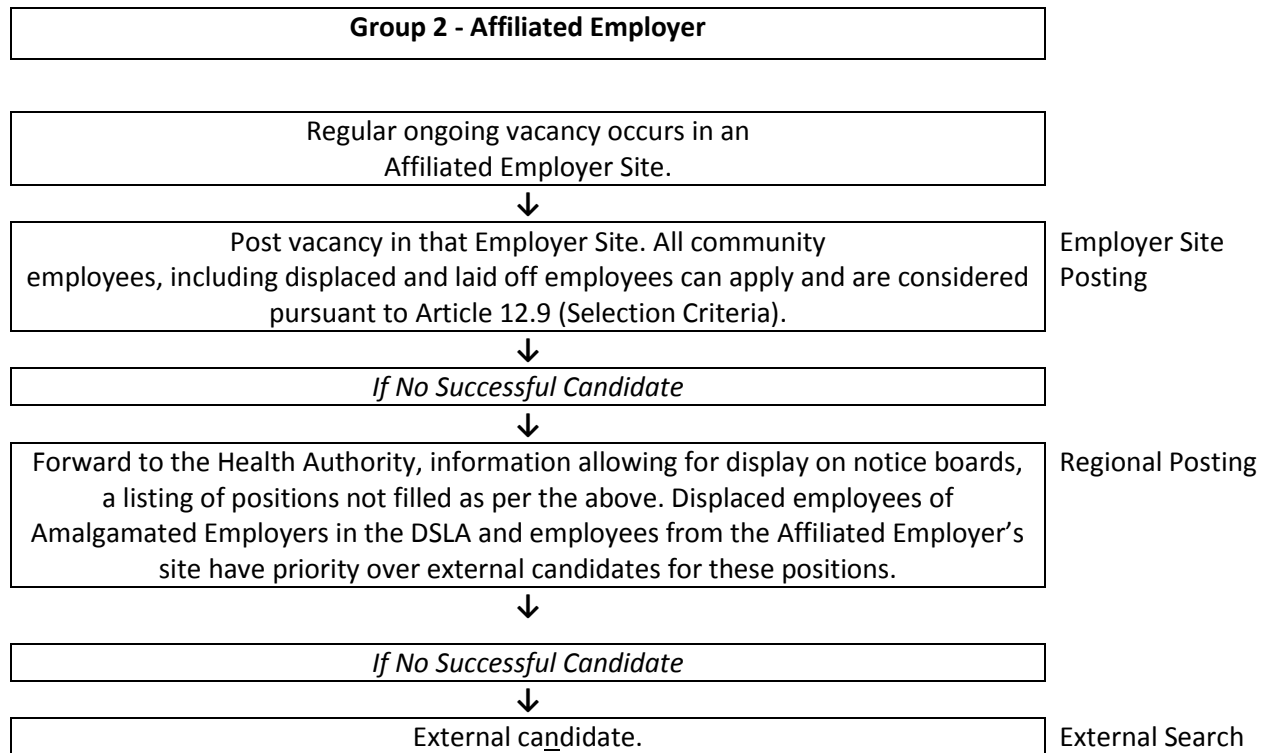 Group 2 - Affiliated Employer
Regular ongoing vacancy occurs in an
Affiliated Employer Site.
↓
Post vacancy in that Employer Site. All community
employees, including displaced and laid off employees can apply and are considered
pursuant to Article 12.9 (Selection Criteria).
Employer Site
Posting
↓
If No Successful Candidate
↓
Forward to the Health Authority, information allowing for display on notice boards,
a listing of positions not filled as per the above. Displaced employees of
Amalgamated Employers in the DSLA and employees from the Affiliated Employer’s
site have priority over external candidates for these positions.
Regional Posting
↓
If No Successful Candidate
↓
External candidate.
External Search